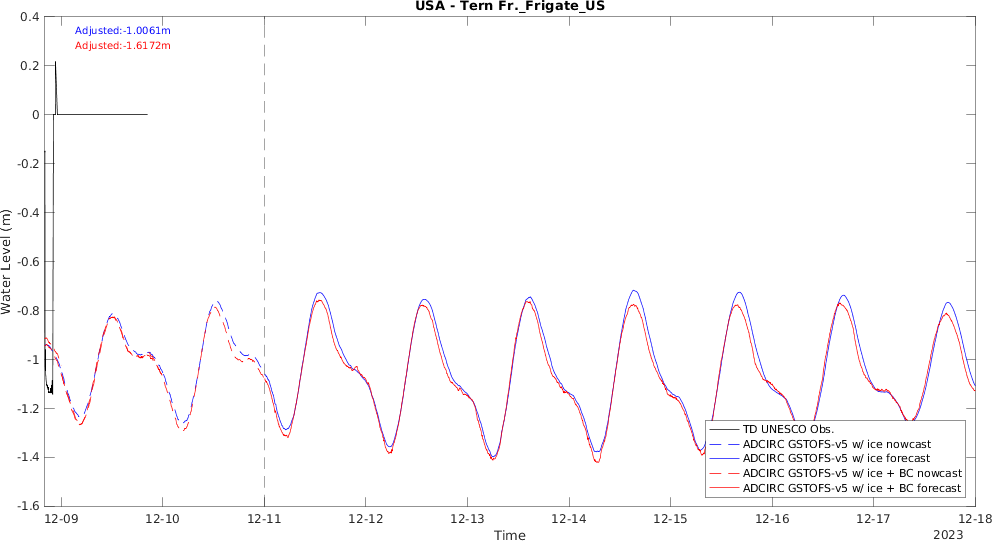 USA - Tern Fr._Frigate_US
Adjusted:-1.0061m
Adjusted:-1.6172m
0.4
0.2
0
-0.2
-0.4
-0.6
-0.8
-1
-1.2
-1.4
-1.6
Water Level (m)
TD UNESCO Obs.
ADCIRC GSTOFS-v5 w/ ice nowcast
ADCIRC GSTOFS-v5 w/ ice forecast
ADCIRC GSTOFS-v5 w/ice + BC nowcast
ADCIRC GSTOFS-v5 w/ice + BC forecast
12-09 12-10 12-11 12-12 12-13 12-14 12-15 12-16 12-17 12-18
Time
2023